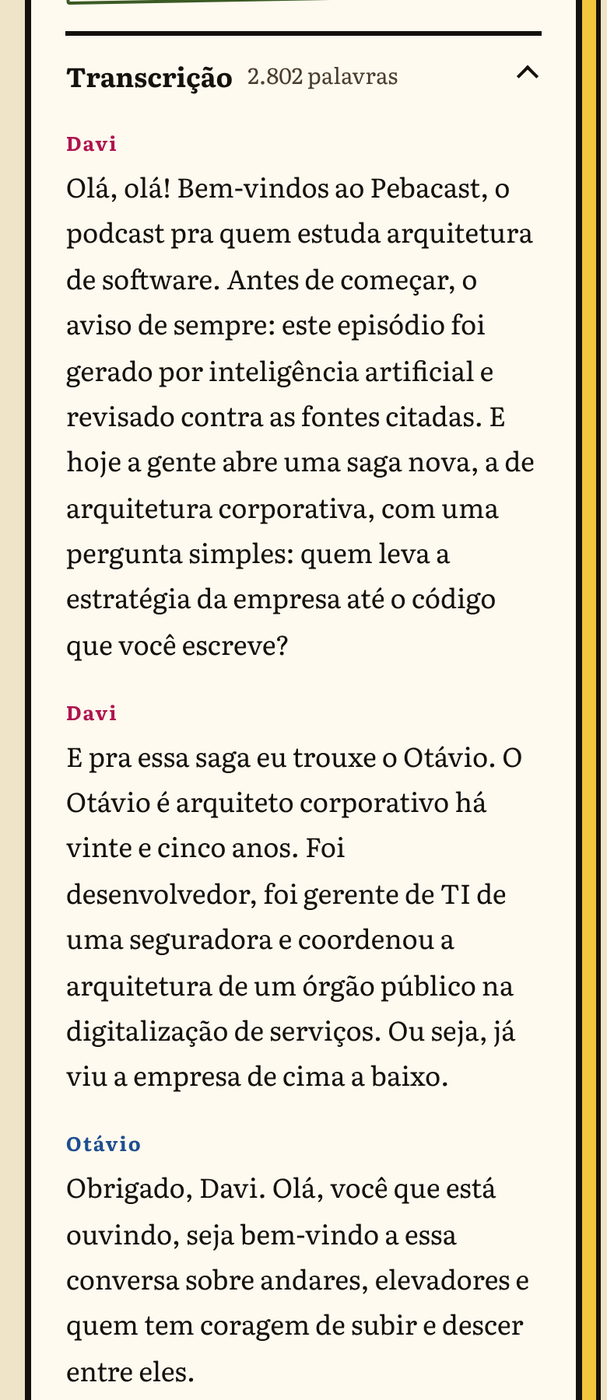 Transcrição 2.802 palavras
Davi
Olá, olá! Bem-vindos ao Pebacast, o
podcast pra quem estuda arquitetura
de software. Antes de começar, o
aviso de sempre: este episódio foi
gerado por inteligência artificial e
revisado contra as fontes citadas. E
hoje a gente abre uma saga nova, a de
arquitetura corporativa, com uma
pergunta simples: quem leva a
estratégia da empresa até o código
que você escreve?
Davi
E pra essa saga eu trouxe o Otávio. O
Otávio é arquiteto corporativo há
vinte e cinco anos. Foi
desenvolvedor, foi gerente de TI de
uma seguradora e coordenou a
arquitetura de um órgão público na
digitalização de serviços. Ou seja, já
viu a empresa de cima a baixo.
Otávio
Obrigado, Davi. Olá, você que está
ouvindo, seja bem-vindo a essa
conversa sobre andares, elevadores e
quem tem coragem de subir e descer
entre eles.